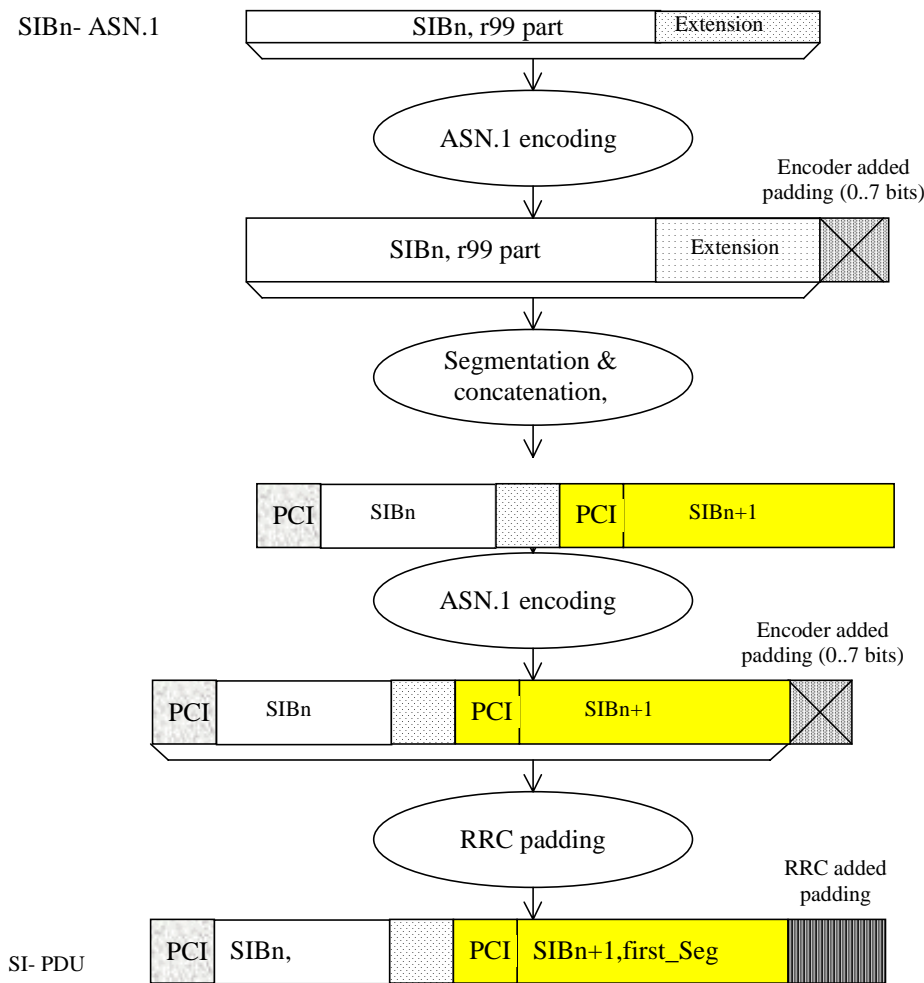 SIBn- ASN.1
SIBn, r99 part
Extension
ASN.1 encoding
Encoder added
padding (0..7 bits)
SIBn, r99 part
Extension
Segmentation &
concatenation,
PCI
SIBn
PCI
SIBn+1
ASN.1 encoding
Encoder added
padding (0..7 bits)
PCI
SIBn
PCI
SIBn+1
RRC padding
RRC added
padding
SI- PDU
PCI
SIBn,
PCI
SIBn+1,first_Seg